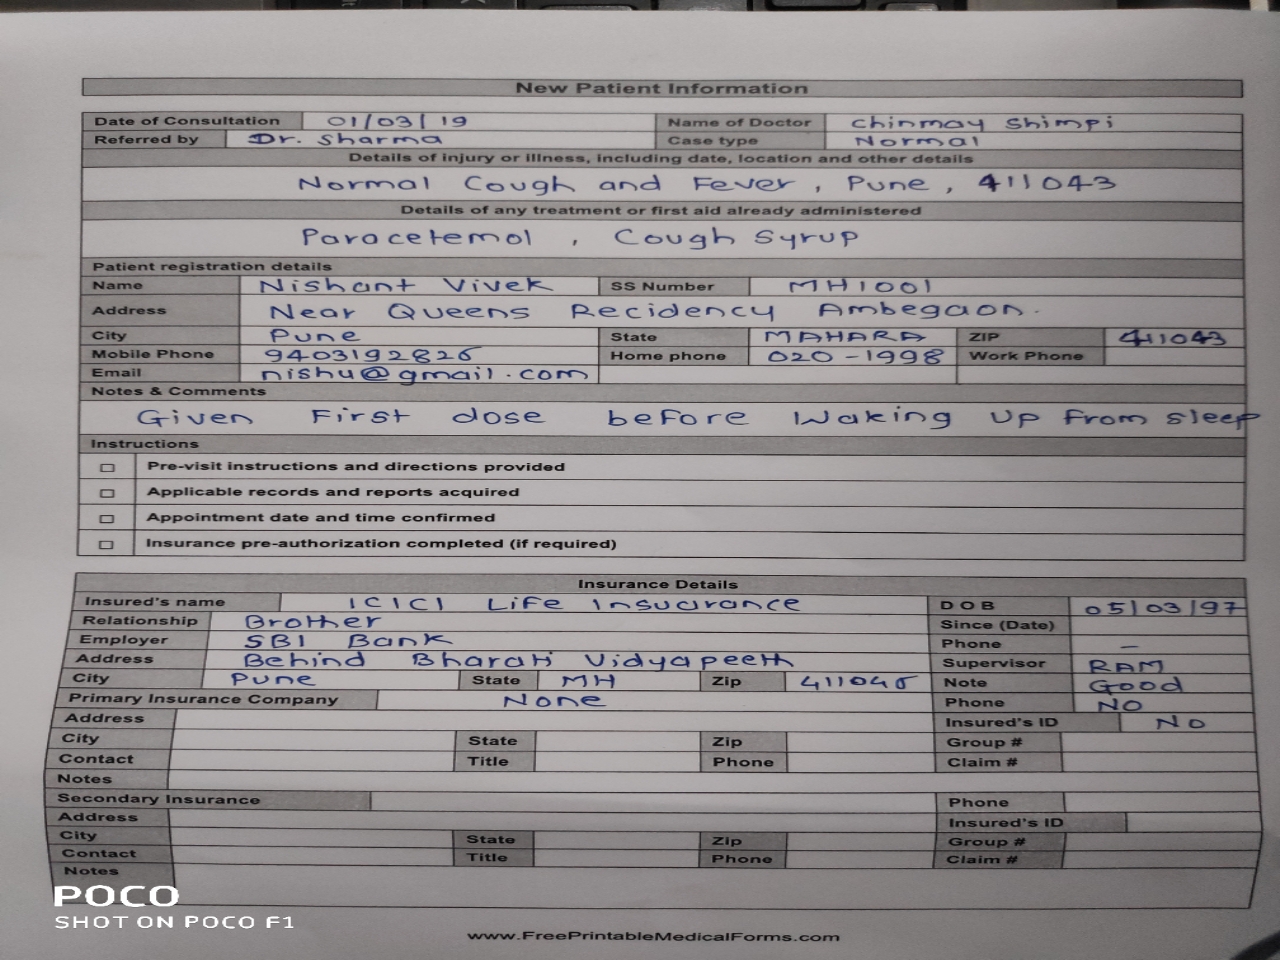 New Patient Information
Date of Consultation 01/03/19 Name of Doctor Chinmay Shimpi
Referred by Dr. Sharma Case type Normal
Details of injury or illness, including date, location and other details
Normal Cough and Fever, Pune, 411043
Details of any treatment or first aid already administered
Paracetemol, Cough Syrup
Patient registration details
Name Nishant Vivek SS Number MH1001
Address Near Queens Recidency Ambegaon.
City Pune State MAHARA ZIP 411043
Mobile Phone 9403192826 Home phone 020-1998 Work Phone
Email nishu@gmail.com
Notes & Comments
Given First dose before Waking Up from sleep
Instructions
Pre-visit instructions and directions provided
Applicable records and reports acquired
Appointment date and time confirmed
Insurance pre-authorization completed (if required)
Insurance Details
Insured's name ICICI Life Insurance DOB 05/03/97
Relationship Brother Since (Date)
Employer SBI Bank Phone –
Address Behind Bharati Vidyapeeth Supervisor RAM
City Pune State MH Zip Note Good
Primary Insurance Company None Phone NO
Address Insured's ID NO
City State Zip Group #
Contact Title Phone Claim #
Notes
Secondary Insurance Phone
Address Insured's ID
City State Zip Group #
Contact Title Phone Claim #
Notes
POCO
SHOT ON POCO F1
www.FreePrintableMedicalForms.com